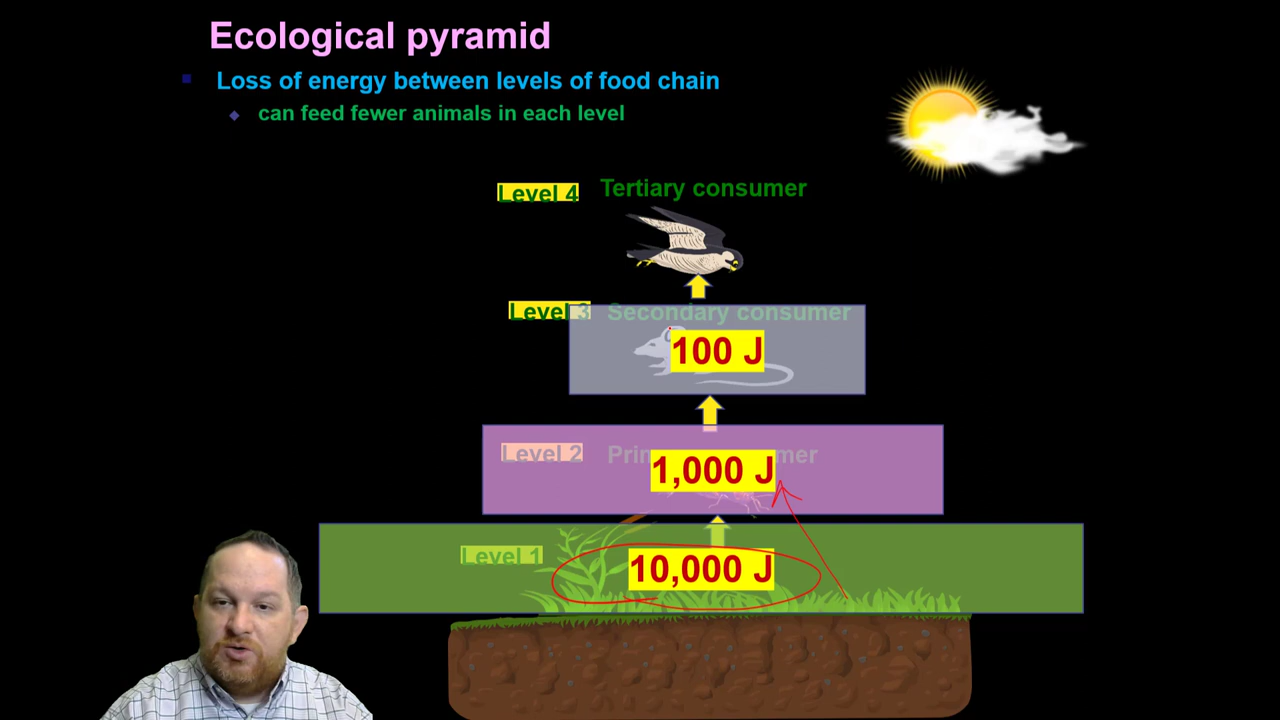 Ecological pyramid
Loss of energy between levels of food chain
can feed fewer animals in each level
Level 4 Tertiary consumer
Level 3 Secondary consumer
100 J
Level 2
1,000 J
Level 1
10,000 J